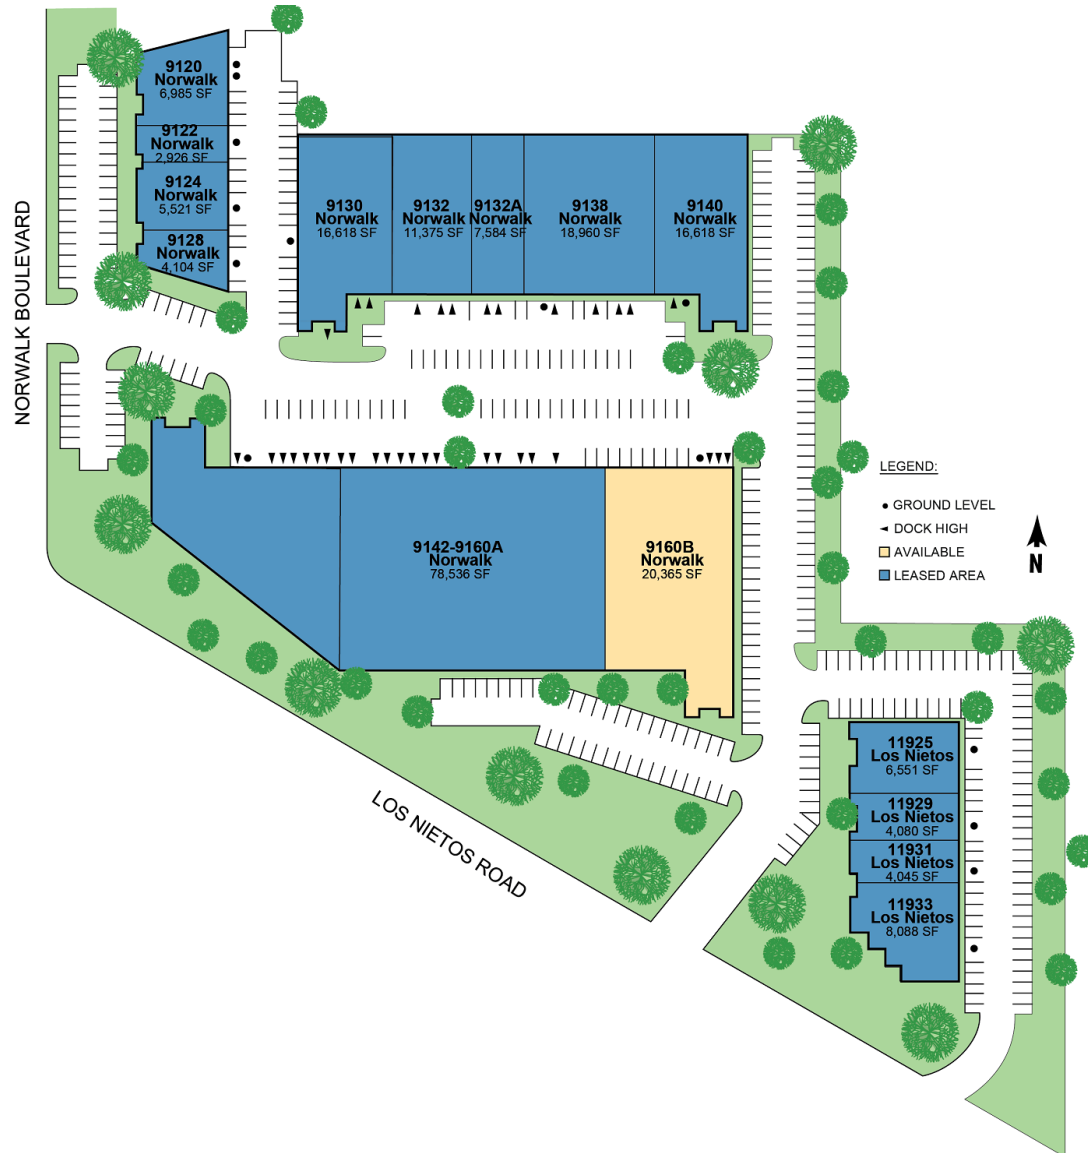 9120
Norwalk
6,985 SF
9122
Norwalk
2,926 SF
9124
Norwalk
5,521 SF
9128
Norwalk
4,104 SF
9130
Norwalk
16,618 SF
9132
Norwalk
11,375 SF
9132A
Norwalk
7,584 SF
9138
Norwalk
18,960 SF
9140
Norwalk
16,618 SF
NORWALK BOULEVARD
9142-9160A
Norwalk
78,536 SF
9160B
Norwalk
20,365 SF
LEGEND:
GROUND LEVEL
DOCK HIGH
AVAILABLE
LEASED AREA
N
11925
Los Nietos
6,551 SF
11929
Los Nietos
4,080 SF
11931
Los Nietos
4,045 SF
11933
Los Nietos
8,088 SF
LOS NIETOS ROAD